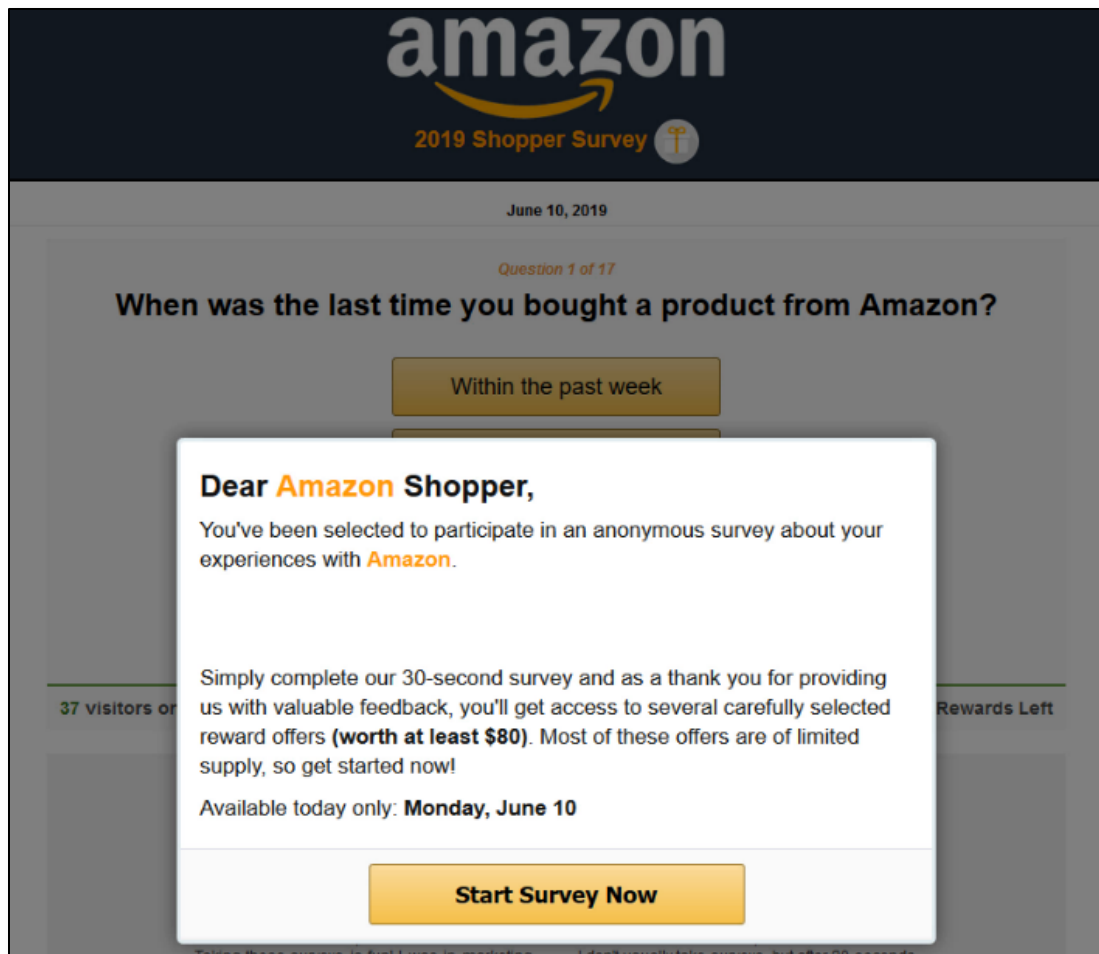 amazon
2019 Shopper Survey
June 10, 2019
Question 1 of 17
When was the last time you bought a product from Amazon?
Within the past week
Dear Amazon Shopper,
You've been selected to participate in an anonymous survey about your
experiences with Amazon.
Simply complete our 30-second survey and as a thank you for providing
us with valuable feedback, you'll get access to several carefully selected
reward offers (worth at least $80). Most of these offers are of limited
supply, so get started now!
Available today only: Monday, June 10
37 visitors on
Rewards Left
Start Survey Now